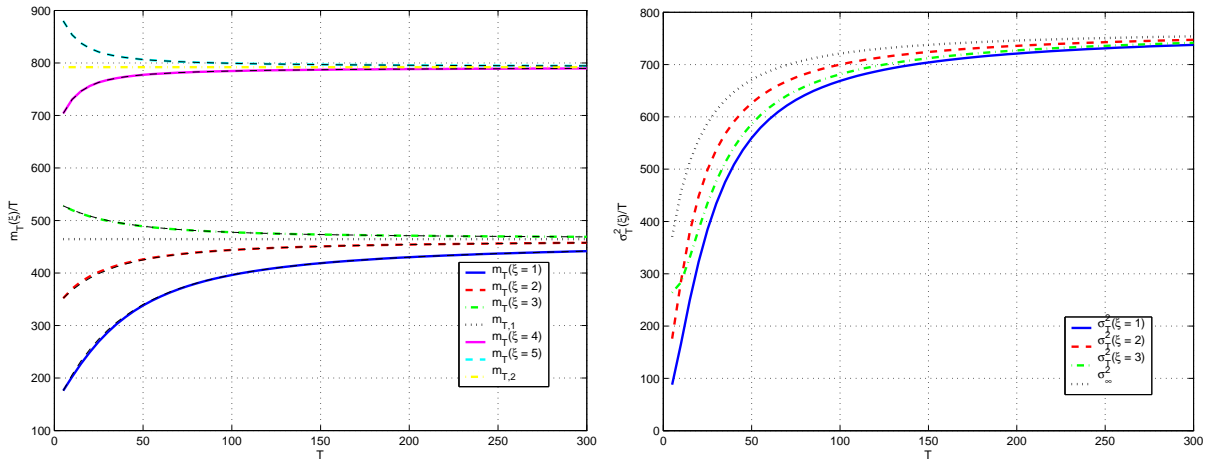 900
800
700
600
500
400
300
200
100
m_T(ξ)/T
0
50
100
150
200
250
300
T
m_T(ξ = 1)
m_T(ξ = 2)
m_T(ξ = 3)
m_T,1
m_T(ξ = 4)
m_T(ξ = 5)
m_T,2
800
700
600
500
400
300
200
100
0
σ²_T(ξ)/T
0
50
100
150
200
250
300
T
σ²_T(ξ = 1)
σ²_T(ξ = 2)
σ²_T(ξ = 3)
σ²_∞